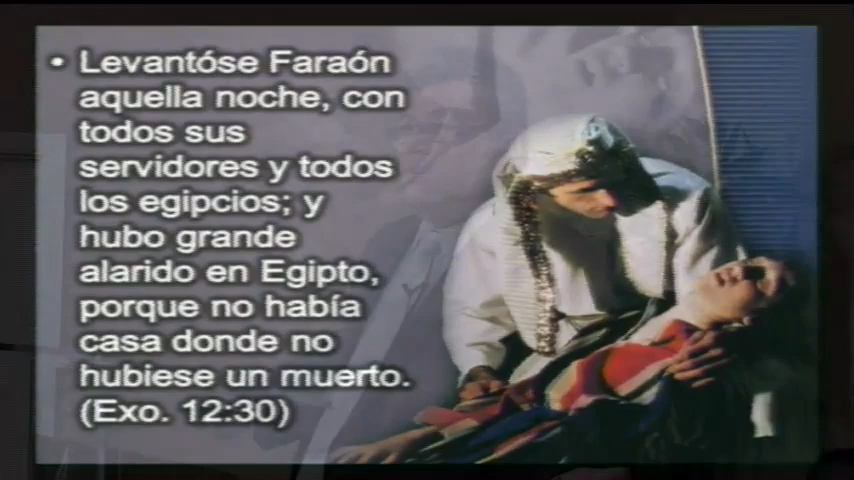 • Levantóse Faraón
aquella noche, con
todos sus
servidores y todos
los egipcios; y
hubo grande
alarido en Egipto,
porque no había
casa donde no
hubiese un muerto.
(Exo. 12:30)